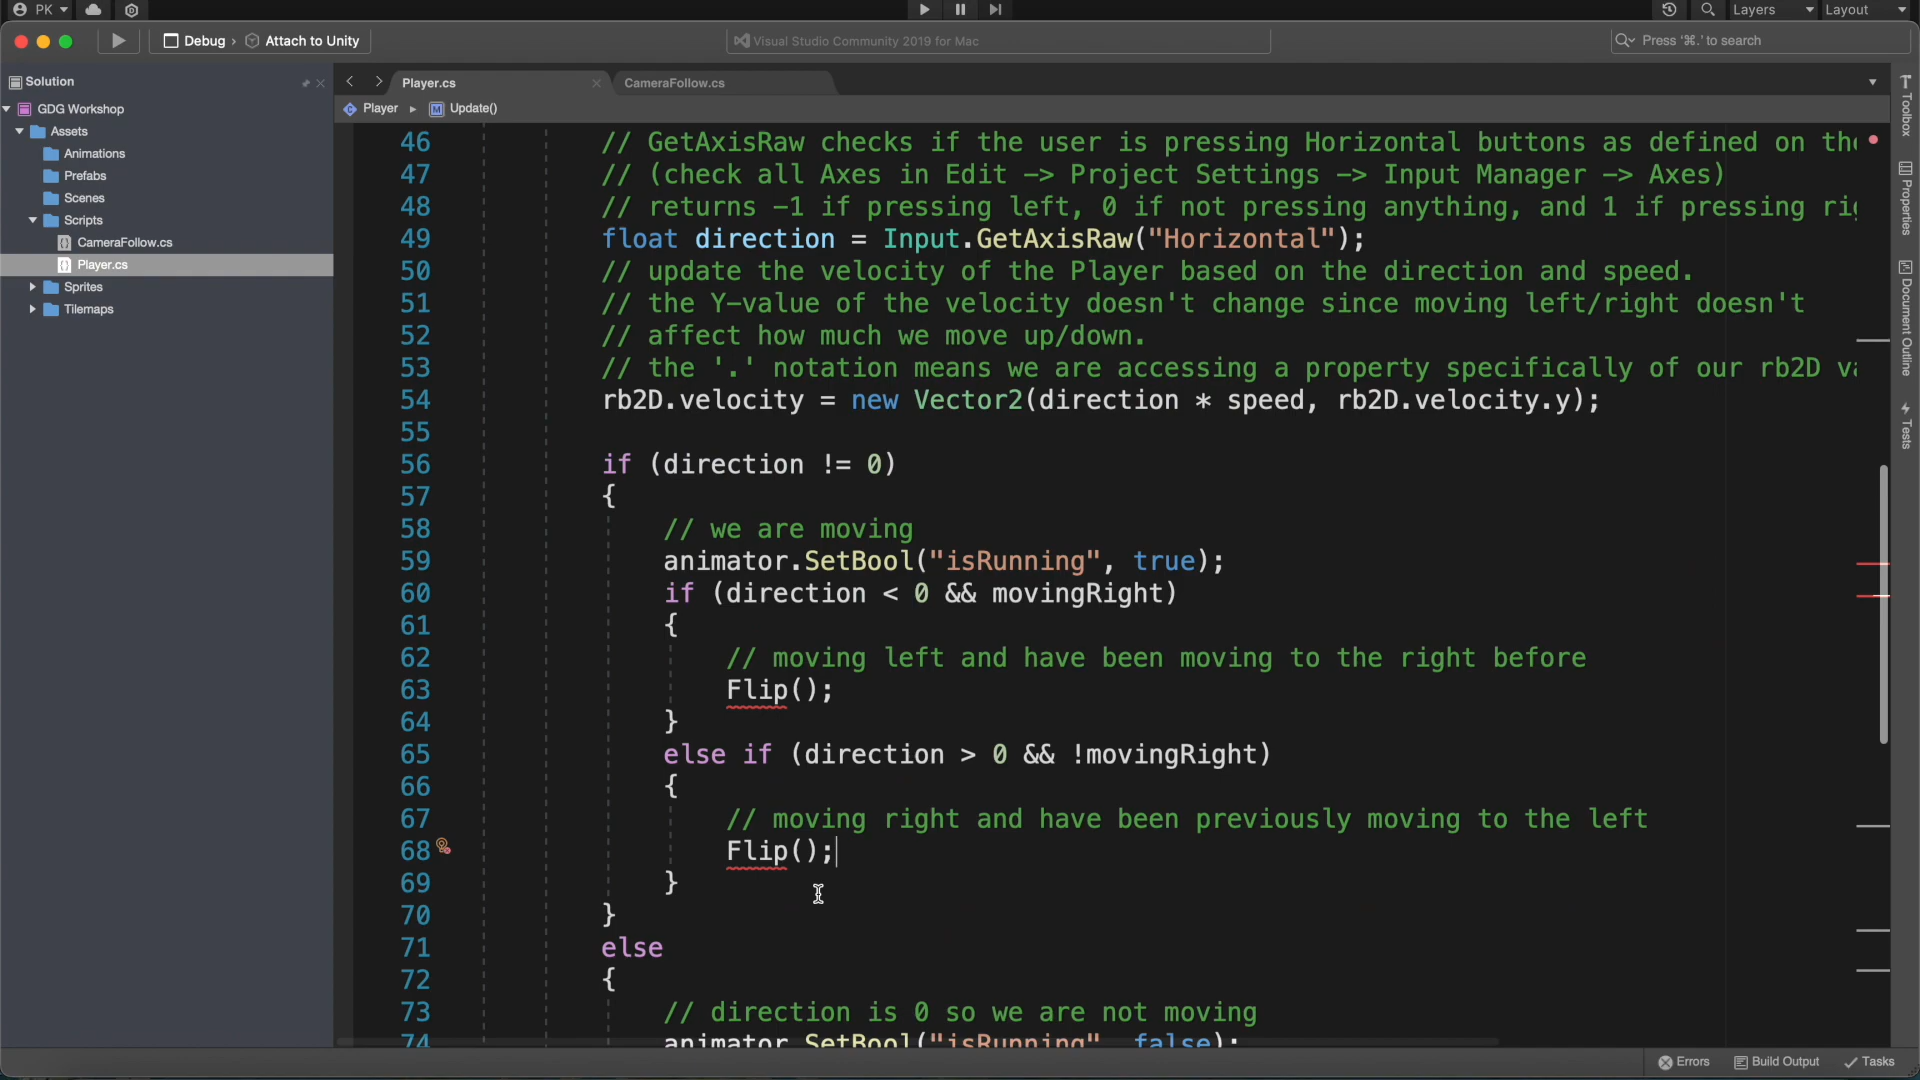 PK
Layers
Layout
Debug › Attach to Unity
Visual Studio Community 2019 for Mac
Press '⌘.' to search
Solution
GDG Workshop
Assets
Animations
Prefabs
Scenes
Scripts
CameraFollow.cs
Player.cs
Sprites
Tilemaps
Player.cs
CameraFollow.cs
Player
Update()
46 // GetAxisRaw checks if the user is pressing Horizontal buttons as defined on the
47 // (check all Axes in Edit -> Project Settings -> Input Manager -> Axes)
48 // returns -1 if pressing left, 0 if not pressing anything, and 1 if pressing rig
49 float direction = Input.GetAxisRaw("Horizontal");
50 // update the velocity of the Player based on the direction and speed.
51 // the Y-value of the velocity doesn't change since moving left/right doesn't
52 // affect how much we move up/down.
53 // the '.' notation means we are accessing a property specifically of our rb2D va
54 rb2D.velocity = new Vector2(direction * speed, rb2D.velocity.y);
55
56 if (direction != 0)
57 {
58 // we are moving
59 animator.SetBool("isRunning", true);
60 if (direction < 0 && movingRight)
61 {
62 // moving left and have been moving to the right before
63 Flip();
64 }
65 else if (direction > 0 && !movingRight)
66 {
67 // moving right and have been previously moving to the left
68 Flip();
69 }
70 }
71 else
72 {
73 // direction is 0 so we are not moving
74 animator.SetBool("isRunning", false);
Toolbox
Properties
Document Outline
Tests
Errors
Build Output
Tasks